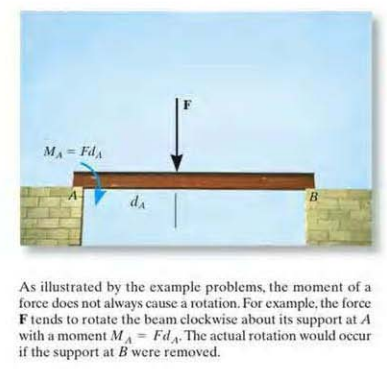 F
M_A = Fd_A
A
d_A
B
As illustrated by the example problems, the moment of a
force does not always cause a rotation. For example, the force
F tends to rotate the beam clockwise about its support at A
with a moment M_A = Fd_A. The actual rotation would occur
if the support at B were removed.